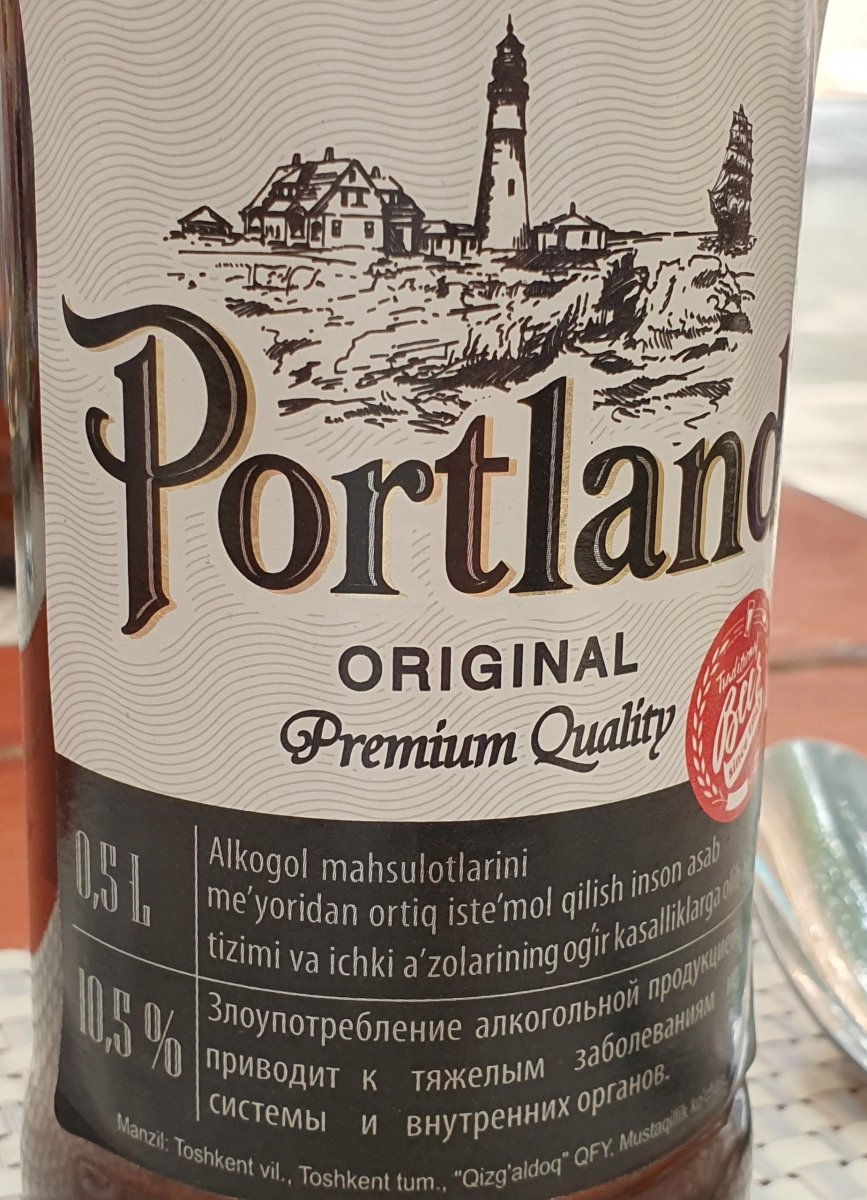 Portland
ORIGINAL
Premium Quality
Traditional
Beer
0,5 L
Alkogol mahsulotlarini
me'yoridan ortiq iste'mol qilish inson asab
tizimi va ichki a'zolarining og'ir kasalliklarga
10,5 %
Злоупотребление алкогольной продукцией
приводит к тяжелым заболеваниям
системы и внутренних органов.
Manzil: Toshkent vil., Toshkent tum., "Qizg'aldoq" QFY. Mustaqillik